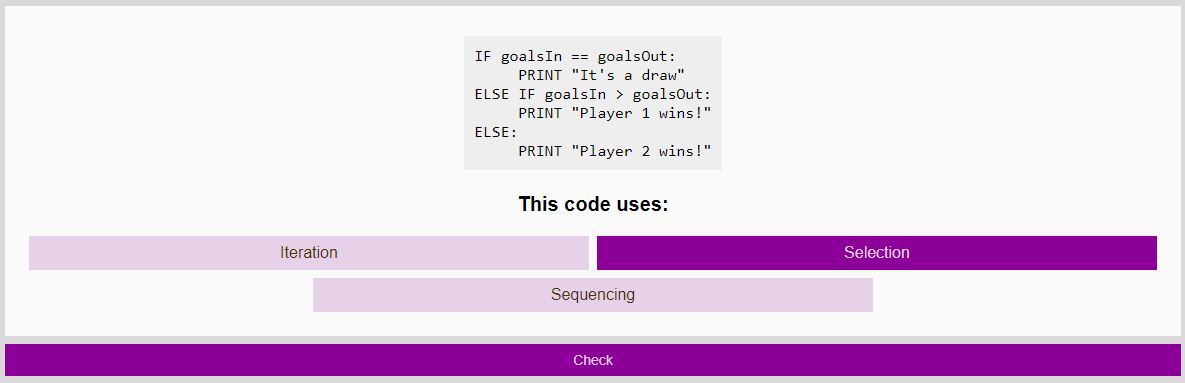 IF goalsIn == goalsOut:
     PRINT "It's a draw"
ELSE IF goalsIn > goalsOut:
     PRINT "Player 1 wins!"
ELSE:
     PRINT "Player 2 wins!"
This code uses:
Iteration
Selection
Sequencing
Check